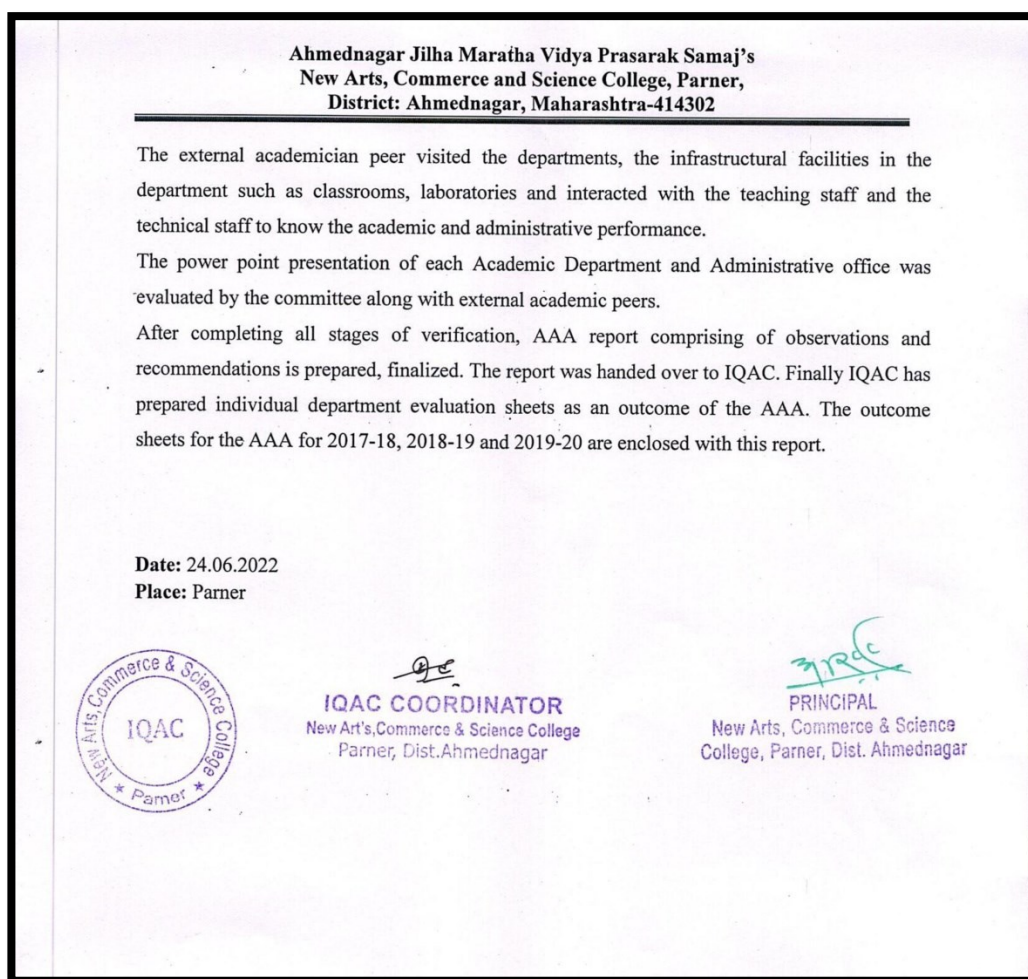 Ahmednagar Jilha Maratha Vidya Prasarak Samaj's
New Arts, Commerce and Science College, Parner,
District: Ahmednagar, Maharashtra-414302
The external academician peer visited the departments, the infrastructural facilities in the
department such as classrooms, laboratories and interacted with the teaching staff and the
technical staff to know the academic and administrative performance.
The power point presentation of each Academic Department and Administrative office was
evaluated by the committee along with external academic peers.
After completing all stages of verification, AAA report comprising of observations and
recommendations is prepared, finalized. The report was handed over to IQAC. Finally IQAC has
prepared individual department evaluation sheets as an outcome of the AAA. The outcome
sheets for the AAA for 2017-18, 2018-19 and 2019-20 are enclosed with this report.
Date: 24.06.2022
Place: Parner
New Arts, Commerce & Science College
★ Parner ★
IQAC
IQAC COORDINATOR
New Art's,Commerce & Science College
Parner, Dist.Ahmednagar
PRINCIPAL
New Arts, Commerce & Science
College, Parner, Dist. Ahmednagar